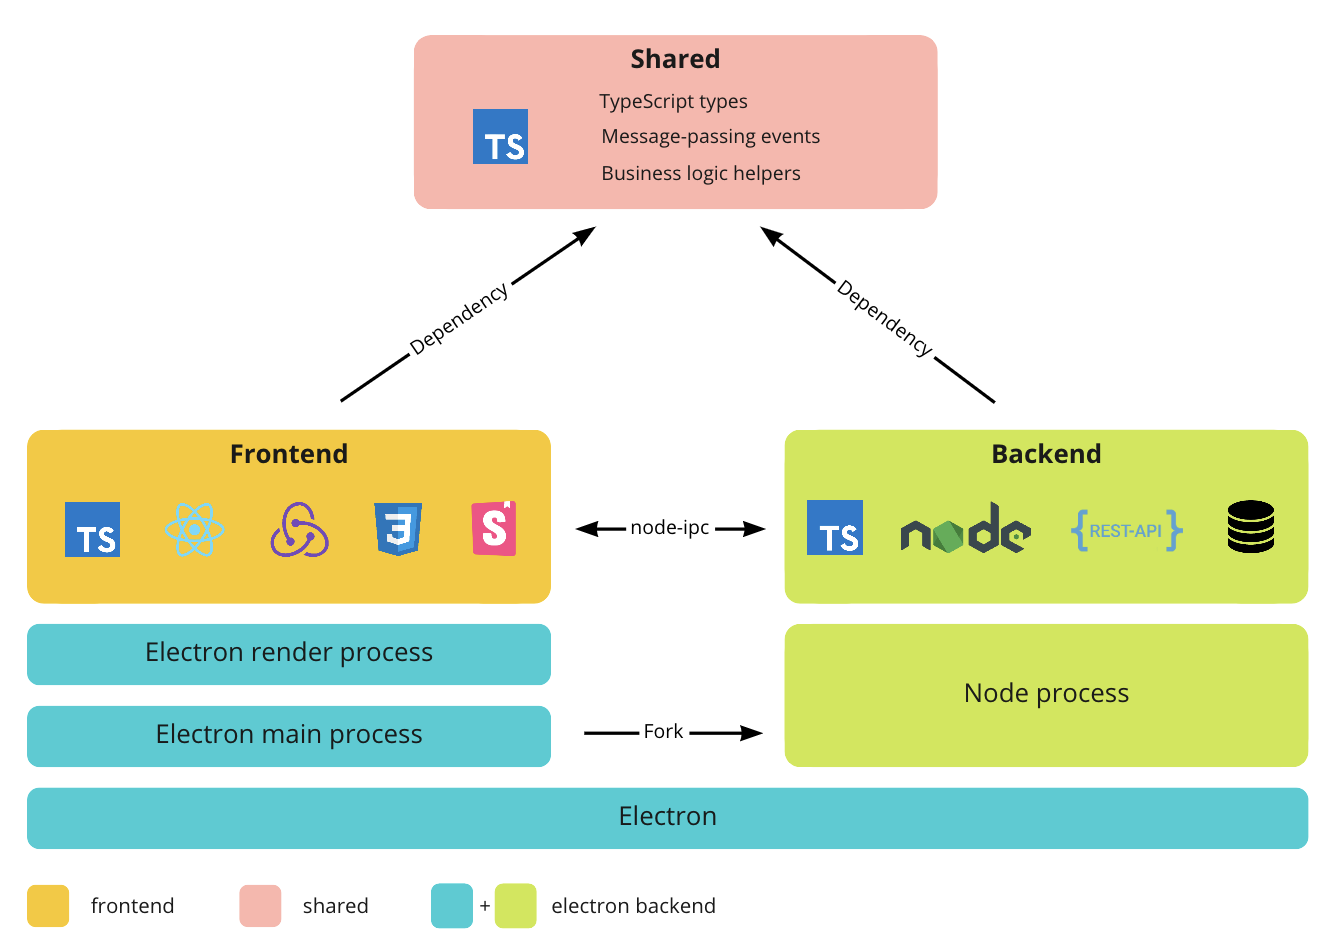 Shared
TypeScript types
TS
Message-passing events
Business logic helpers
Dependency
Dependency
Frontend
Backend
TS
3
S
node-ipc
TS
node
{REST-API}
Electron render process
Node process
Electron main process
Fork
Electron
frontend
shared
+
electron backend